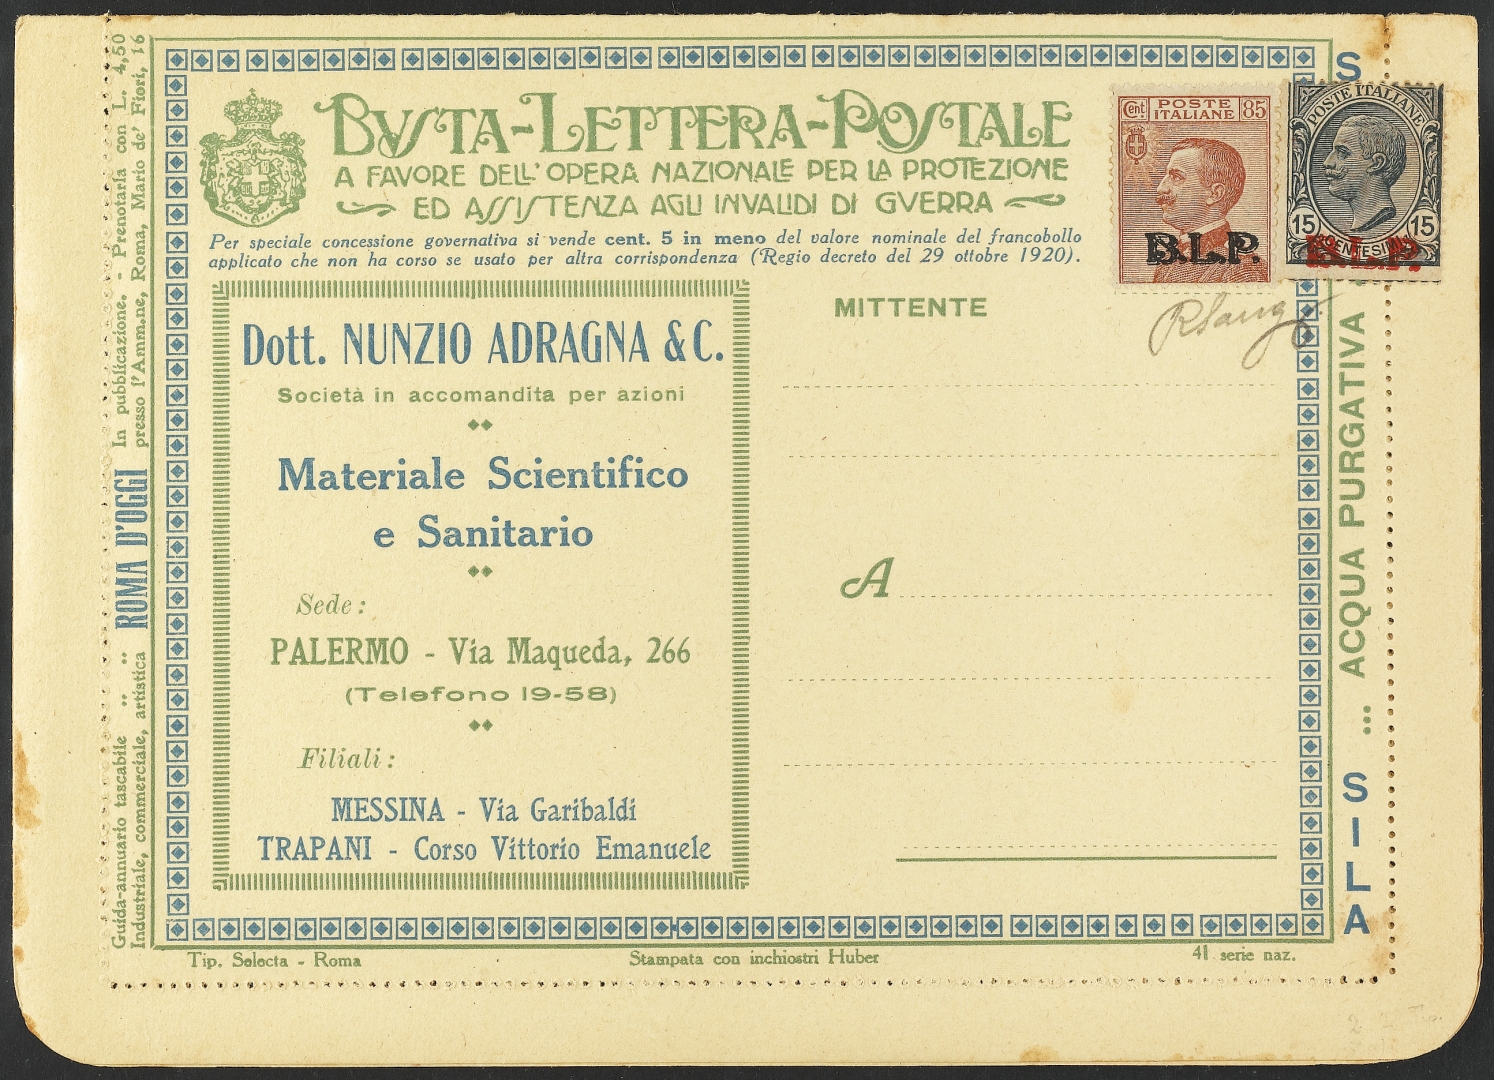 BUSTA-LETTERA-POSTALE
A FAVORE DELL'OPERA NAZIONALE PER LA PROTEZIONE
ED ASSISTENZA AGLI INVALIDI DI GVERRA
Per speciale concessione governativa si vende cent. 5 in meno del valore nominale del francobollo
applicato che non ha corso se usato per altra corrispondenza (Regio decreto del 29 ottobre 1920).
Cent POSTE ITALIANE 85
B.L.P.
POSTE ITALIANE
15 CENTESIMI 15
B.L.P.
Dott. NUNZIO ADRAGNA & C.
Società in accomandita per azioni
Materiale Scientifico
e Sanitario
Sede:
PALERMO - Via Maqueda, 266
(Telefono 19-58)
Filiali:
MESSINA - Via Garibaldi
TRAPANI - Corso Vittorio Emanuele
MITTENTE
A
Guida-annuario tascabile .. .. ROMA D'OGGI In pubblicazione. - Prenotarla con L. 4,50
Industriale, commerciale, artistica presso l'Amm.ne, Roma, Mario de' Fiori, 16
SILA ... ACQUA PURGATIVA S
Tip. Selecta - Roma
Stampata con inchiostri Huber
41 serie naz.